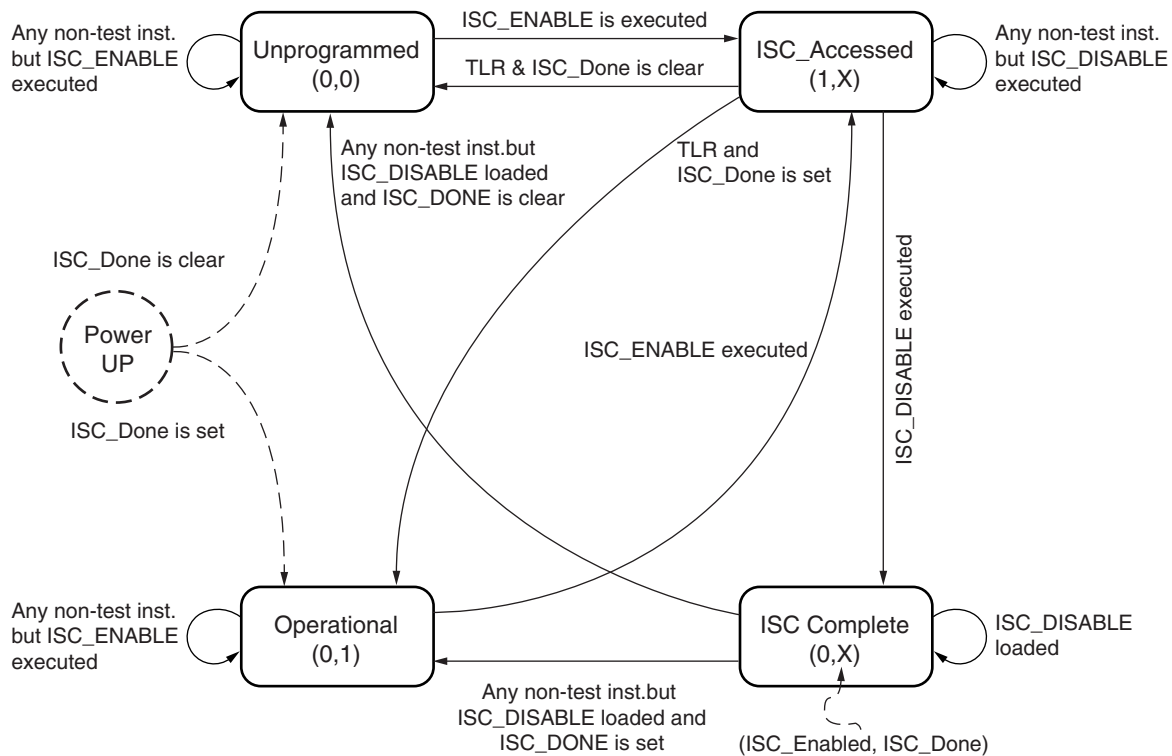 Any non-test inst.
but ISC_ENABLE
executed
Unprogrammed
(0,0)
ISC_ENABLE is executed
TLR & ISC_Done is clear
ISC_Accessed
(1,X)
Any non-test inst.
but ISC_DISABLE
executed
Any non-test inst.but
ISC_DISABLE loaded
and ISC_DONE is clear
TLR and
ISC_Done is set
ISC_Done is clear
Power
UP
ISC_Done is set
ISC_ENABLE executed
ISC_DISABLE executed
Any non-test inst.
but ISC_ENABLE
executed
Operational
(0,1)
ISC Complete
(0,X)
ISC_DISABLE
loaded
Any non-test inst.but
ISC_DISABLE loaded and
ISC_DONE is set
(ISC_Enabled, ISC_Done)